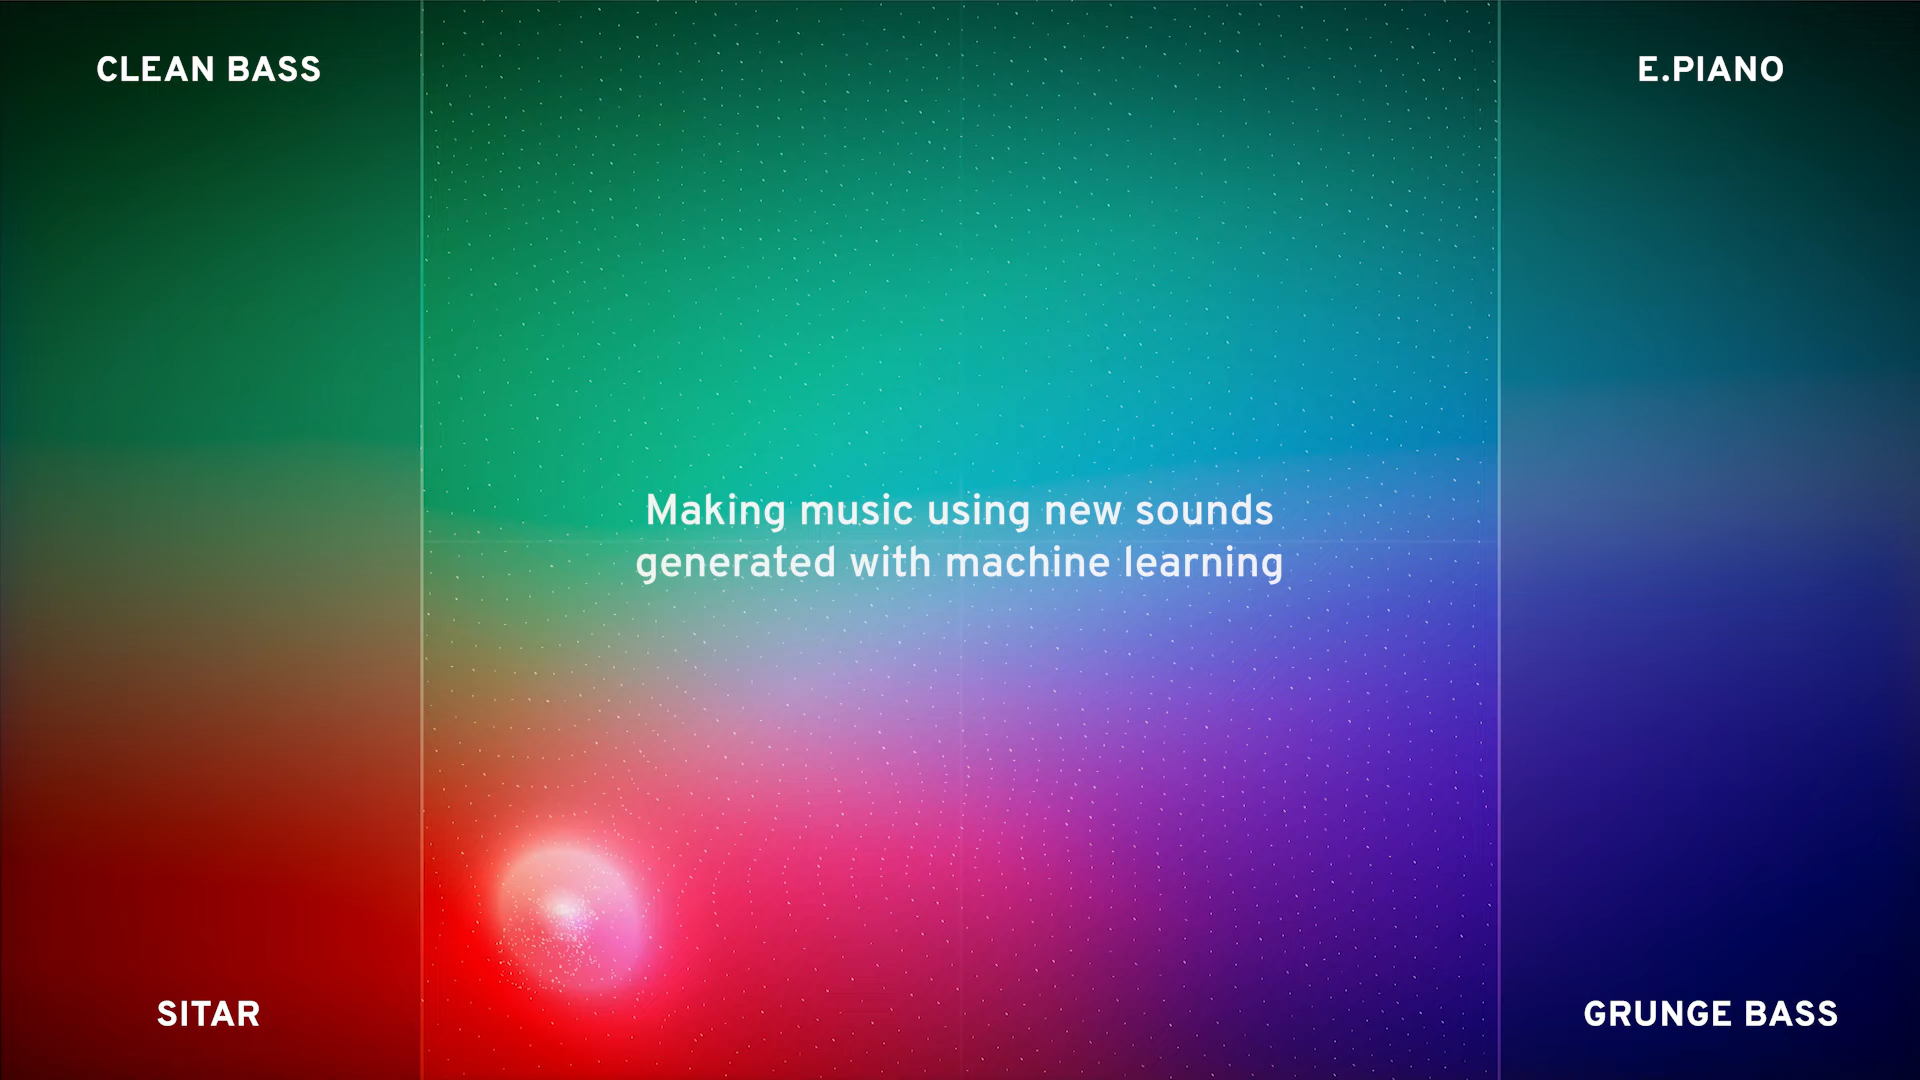 CLEAN BASS
E.PIANO
Making music using new sounds
generated with machine learning
SITAR
GRUNGE BASS